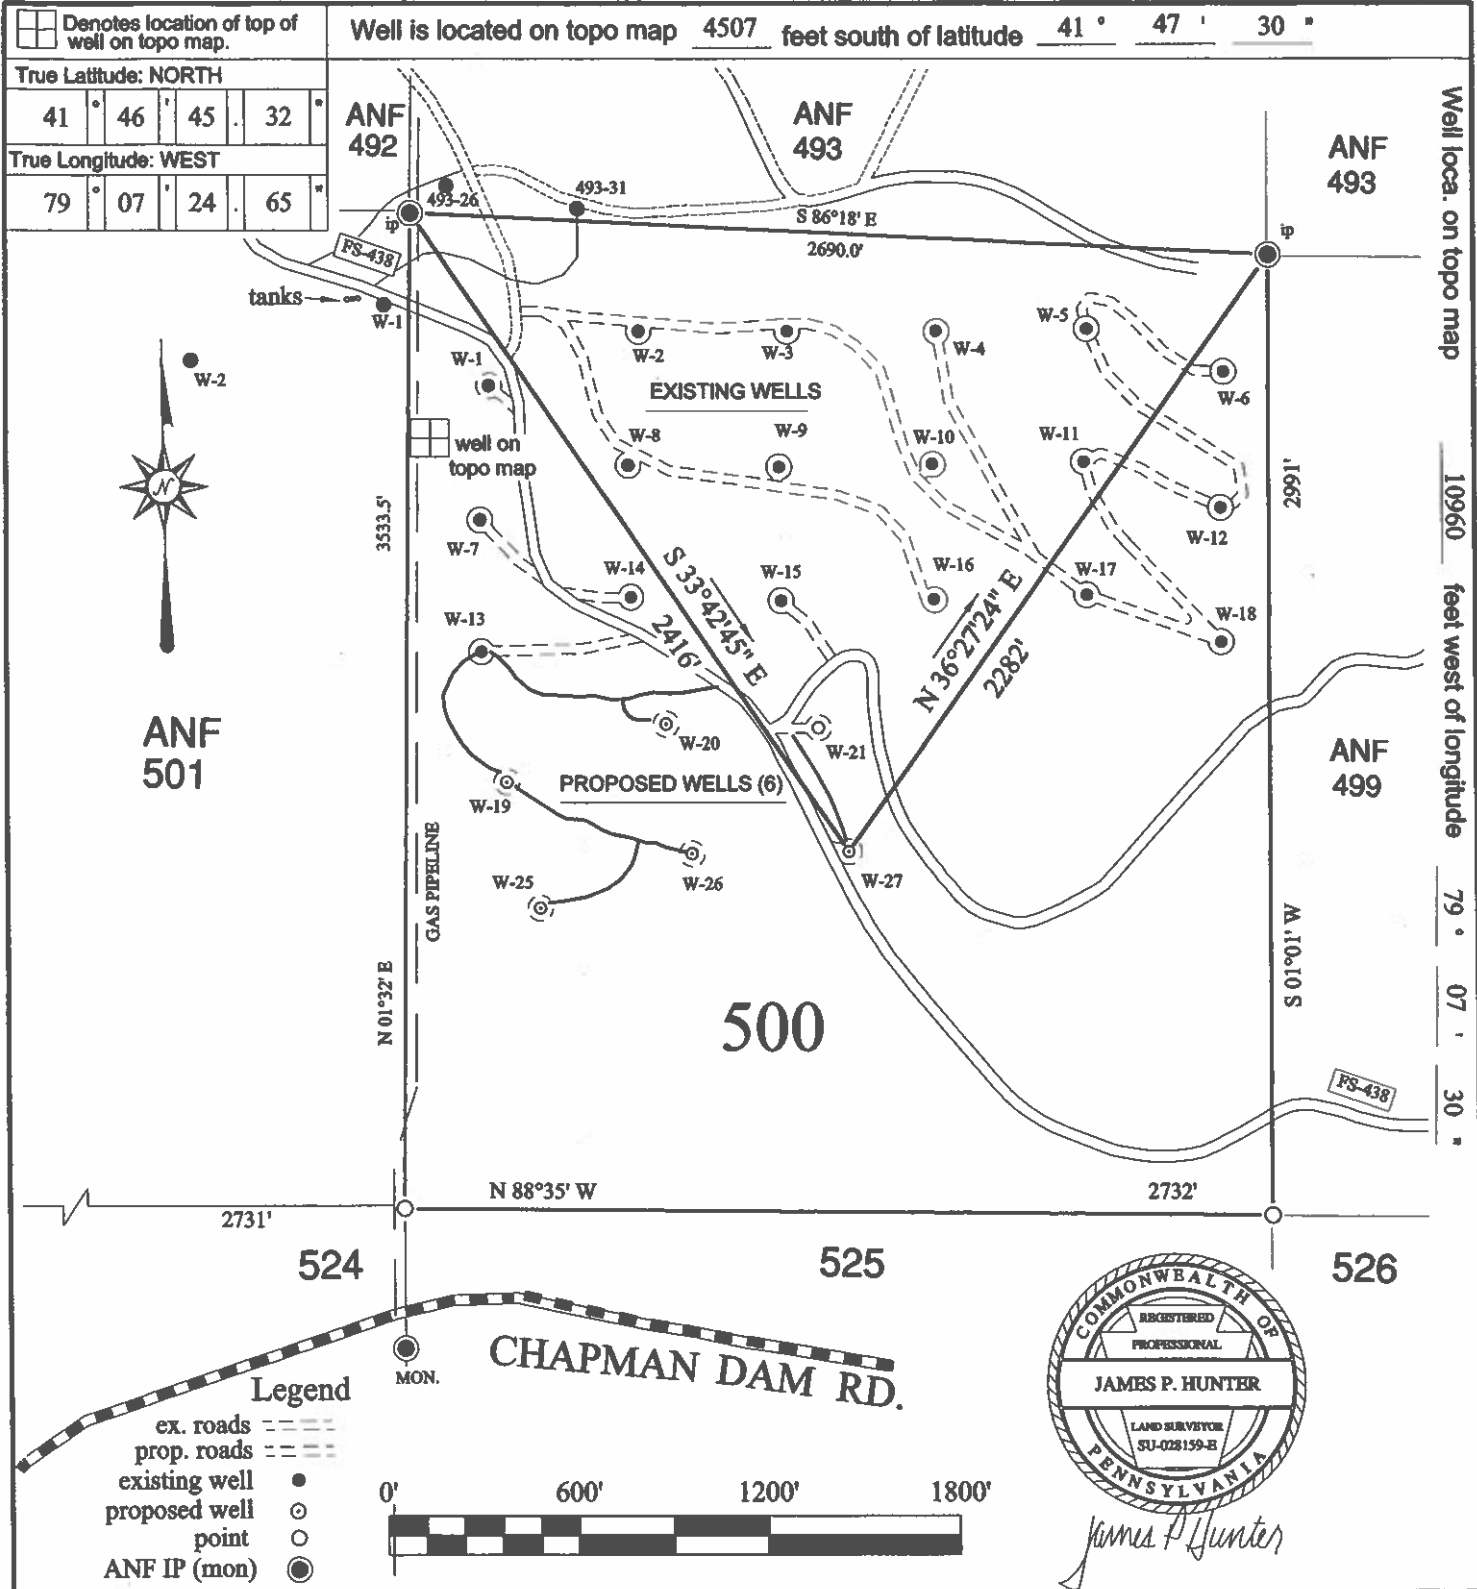 Denotes location of top of
well on topo map.
Well is located on topo map 4507 feet south of latitude 41 ° 47 ' 30 "
True Latitude: NORTH
41 ° 46 ' 45 . 32 "
True Longitude: WEST
79 ° 07 ' 24 . 65 "
Well loca. on topo map 10960 feet west of longitude 79 ° 07 ' 30 "
ANF
492
ANF
493
ANF
493
493-26
493-31
ip
S 86°18' E
2690.0'
ip
FS-438
tanks
W-1
W-2
W-1
W-2
W-3
W-4
W-5
W-6
EXISTING WELLS
well on
topo map
W-8
W-9
W-10
W-11
W-12
3533.5'
2991'
W-7
W-14
W-15
W-16
W-17
W-18
W-13
S 33°42'45" E
2416'
N 36°27'24" E
2282'
ANF
501
W-20
W-21
ANF
499
PROPOSED WELLS (6)
W-19
W-25
W-26
W-27
GAS PIPELINE
N 01°32' E
S 01°01' W
500
FS-438
N 88°35' W
2732'
2731'
524
525
526
CHAPMAN DAM RD.
MON.
Legend
ex. roads
prop. roads
existing well
proposed well
point
ANF IP (mon)
0' 600' 1200' 1800'
COMMONWEALTH OF
REGISTERED
PROFESSIONAL
JAMES P. HUNTER
LAND SURVEYOR
SU-028159-E
PENNSYLVANIA
James P Hunter